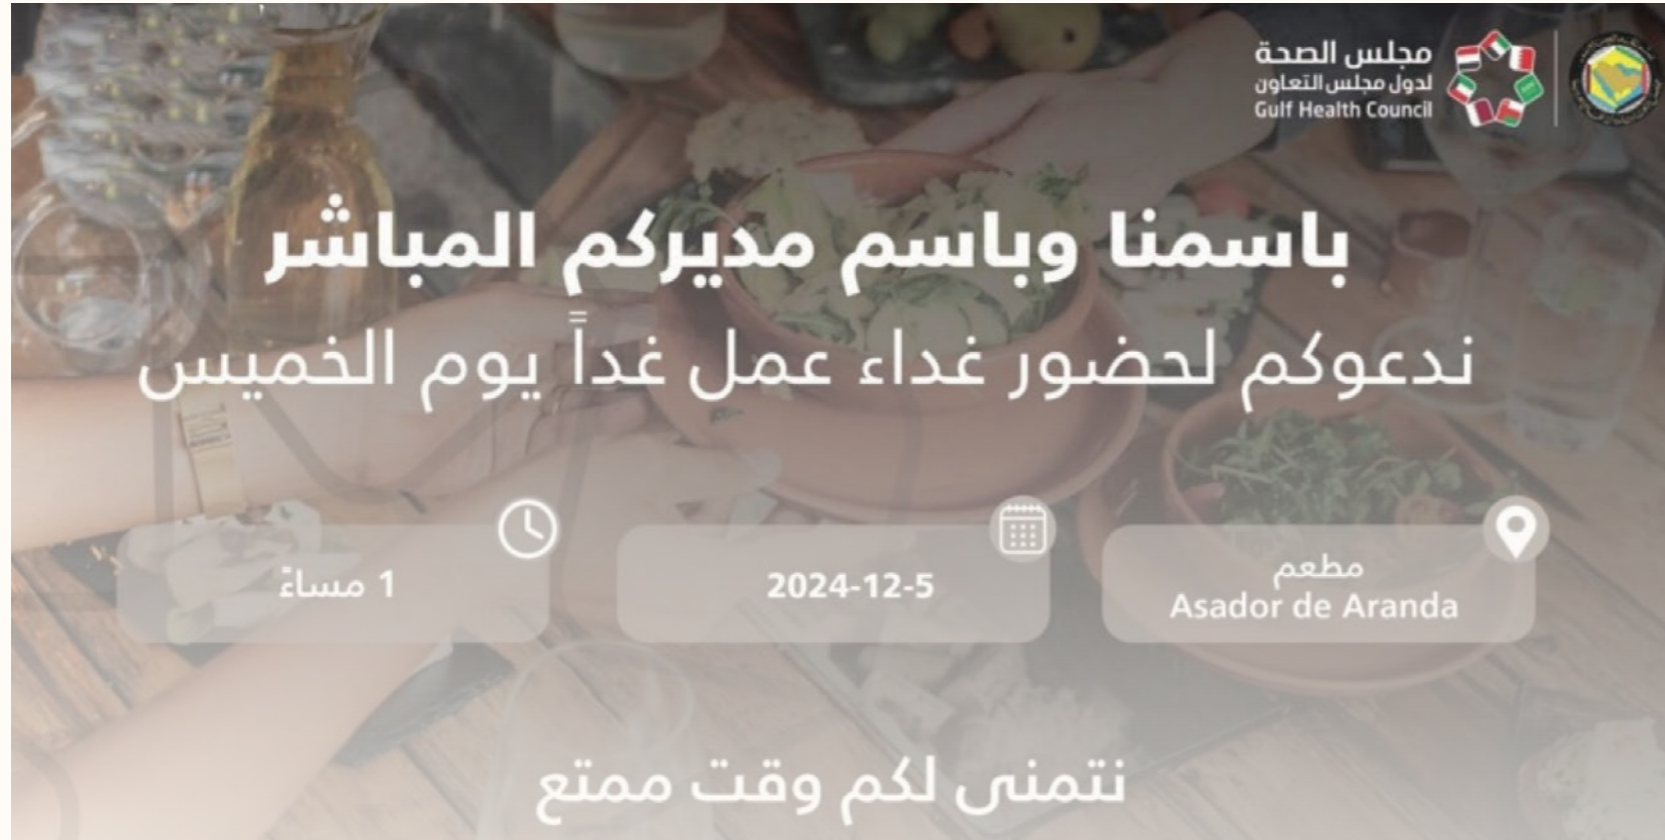 مجلس الصحة
لدول مجلس التعاون
Gulf Health Council
باسمنا وباسم مديركم المباشر
ندعوكم لحضور غداء عمل غداً يوم الخميس
مطعم
Asador de Aranda
2024-12-5
1 مساءً
نتمنى لكم وقت ممتع